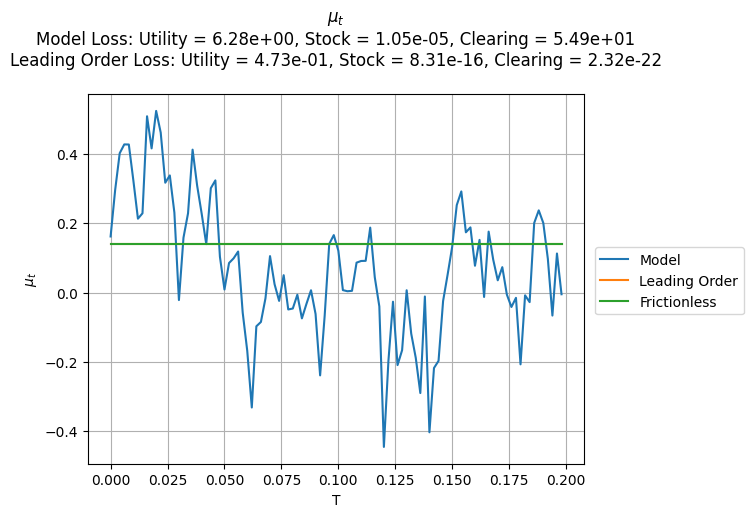 μ_t
Model Loss: Utility = 6.28e+00, Stock = 1.05e-05, Clearing = 5.49e+01
Leading Order Loss: Utility = 4.73e-01, Stock = 8.31e-16, Clearing = 2.32e-22
μ_t
0.4
0.2
0.0
−0.2
−0.4
0.000 0.025 0.050 0.075 0.100 0.125 0.150 0.175 0.200
T
Model
Leading Order
Frictionless